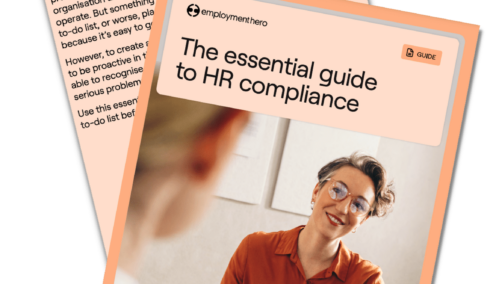 organisation
operate. But something
to-do list, or worse, pla
because it's easy to g
However, to create a
to be proactive in t
able to recognise
serious problem
Use this essen
to-do list bef
employmenthero
GUIDE
The essential guide
to HR compliance